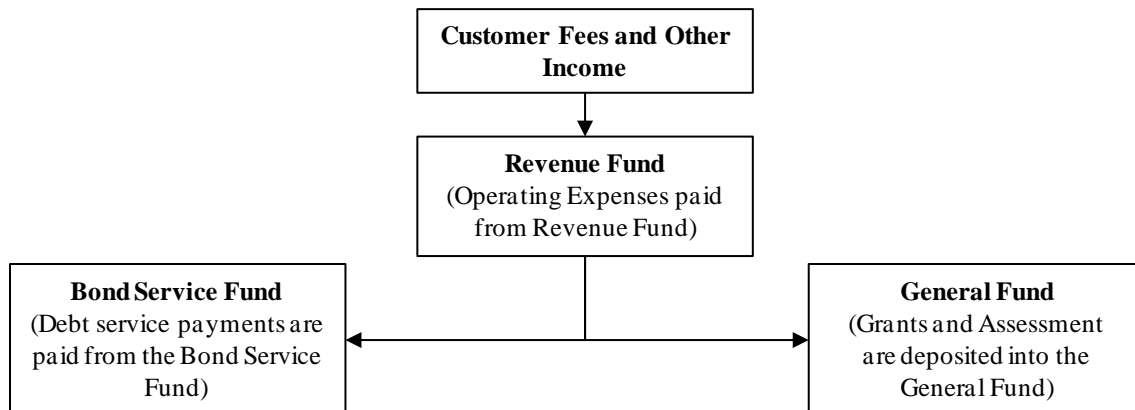 Customer Fees and Other
Income
Revenue Fund
(Operating Expenses paid
from Revenue Fund)
Bond Service Fund
(Debt service payments are
paid from the Bond Service
Fund)
General Fund
(Grants and Assessment
are deposited into the
General Fund)